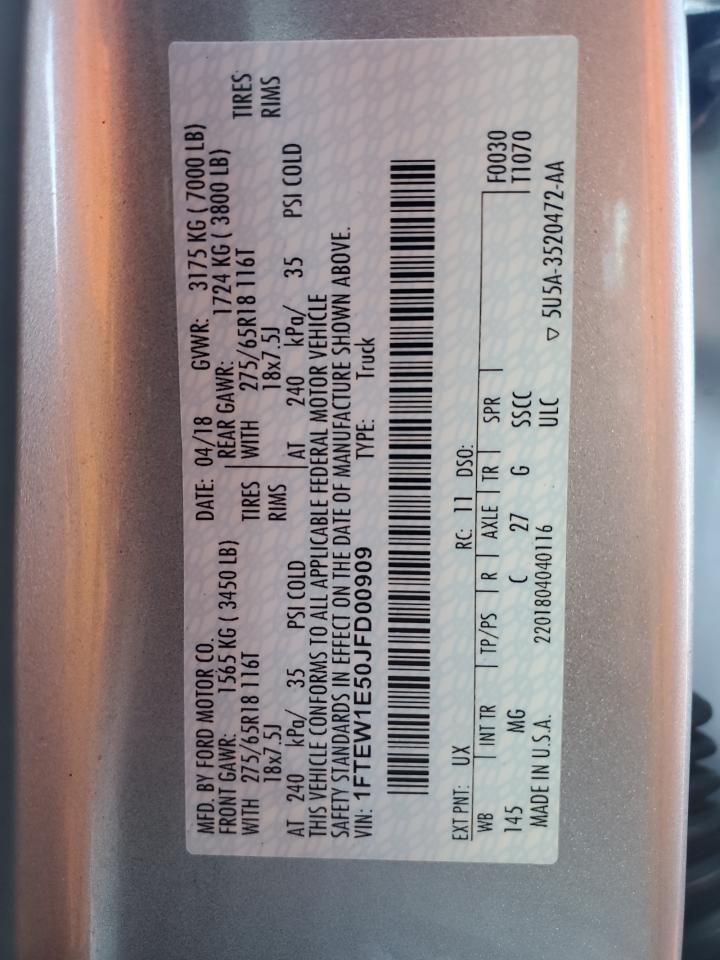 MFD. BY FORD MOTOR CO. DATE: 04/18 GVWR: 3175 KG ( 7000 LB)
FRONT GAWR: 1565 KG ( 3450 LB) REAR GAWR: 1724 KG ( 3800 LB)
WITH 275/65R18 116T TIRES WITH 275/65R18 116T TIRES
18x7.5J RIMS 18x7.5J RIMS
AT 240 kPa/ 35 PSI COLD AT 240 kPa/ 35 PSI COLD
THIS VEHICLE CONFORMS TO ALL APPLICABLE FEDERAL MOTOR VEHICLE
SAFETY STANDARDS IN EFFECT ON THE DATE OF MANUFACTURE SHOWN ABOVE.
VIN: 1FTEW1E50JFD00909 TYPE: Truck
EXT PNT: UX RC: 11 DSO:
WB INT TR TP/PS R AXLE TR SPR F0030
145 MG C 27 G SSCC T1070
MADE IN U.S.A. 2201804040116 ULC
▽ 5U5A-3520472-AA